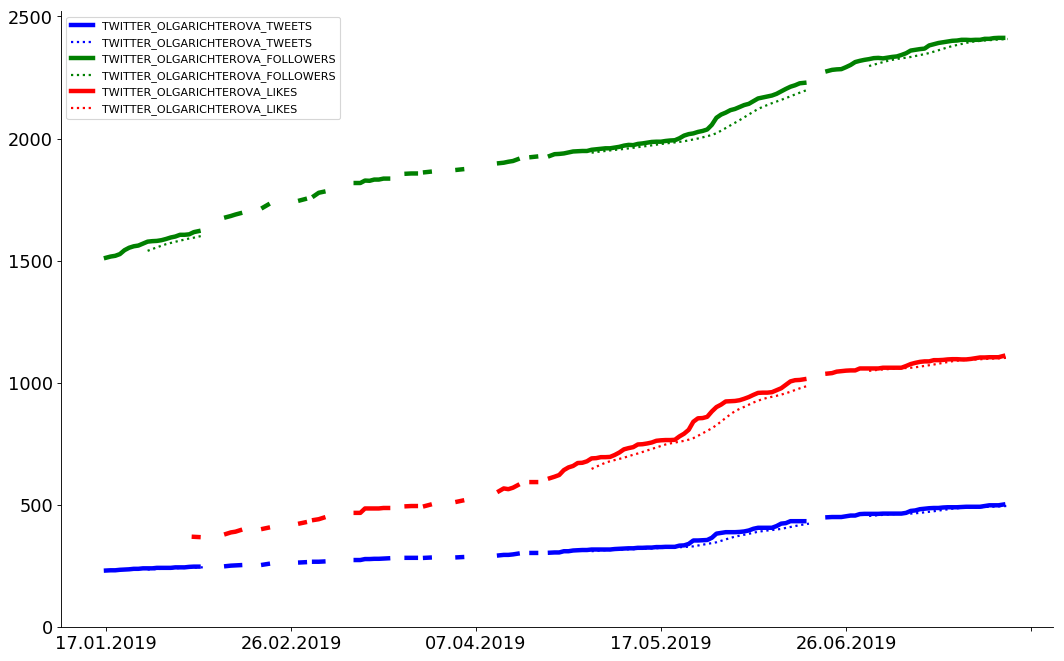 2500
2000
1500
1000
500
0
TWITTER_OLGARICHTEROVA_TWEETS
TWITTER_OLGARICHTEROVA_TWEETS
TWITTER_OLGARICHTEROVA_FOLLOWERS
TWITTER_OLGARICHTEROVA_FOLLOWERS
TWITTER_OLGARICHTEROVA_LIKES
TWITTER_OLGARICHTEROVA_LIKES
17.01.2019 26.02.2019 07.04.2019 17.05.2019 26.06.2019